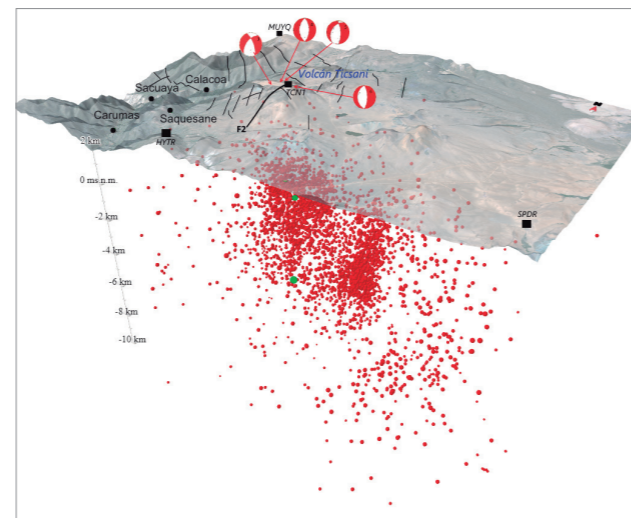 MUYQ
Volcán Ticsani
Calacoa
Sacuaya
TCN1
Saquesane
Carumas
F2
HYTR
2 km
0 ms n.m.
SPDR
-2 km
-4 km
-6 km
-8 km
-10 km